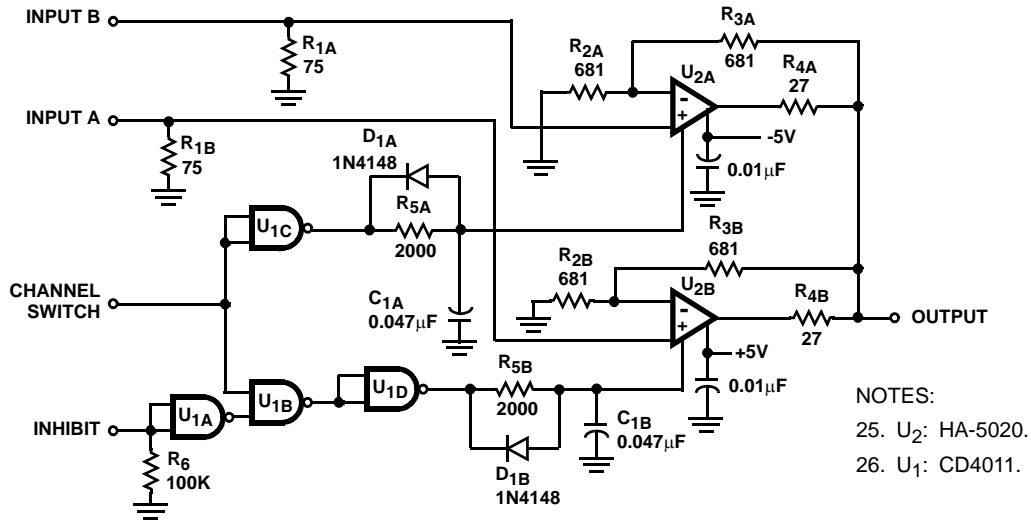 INPUT B
R1A
75
R2A
681
R3A
681
U2A
R4A
27
-
+
-5V
0.01µF
INPUT A
R1B
75
D1A
1N4148
R5A
2000
U1C
C1A
0.047µF
R3B
681
R2B
681
U2B
R4B
27
-
+
OUTPUT
+5V
0.01µF
CHANNEL
SWITCH
U1A
U1B
U1D
R5B
2000
C1B
0.047µF
D1B
1N4148
INHIBIT
R6
100K
NOTES:
25. U2: HA-5020.
26. U1: CD4011.